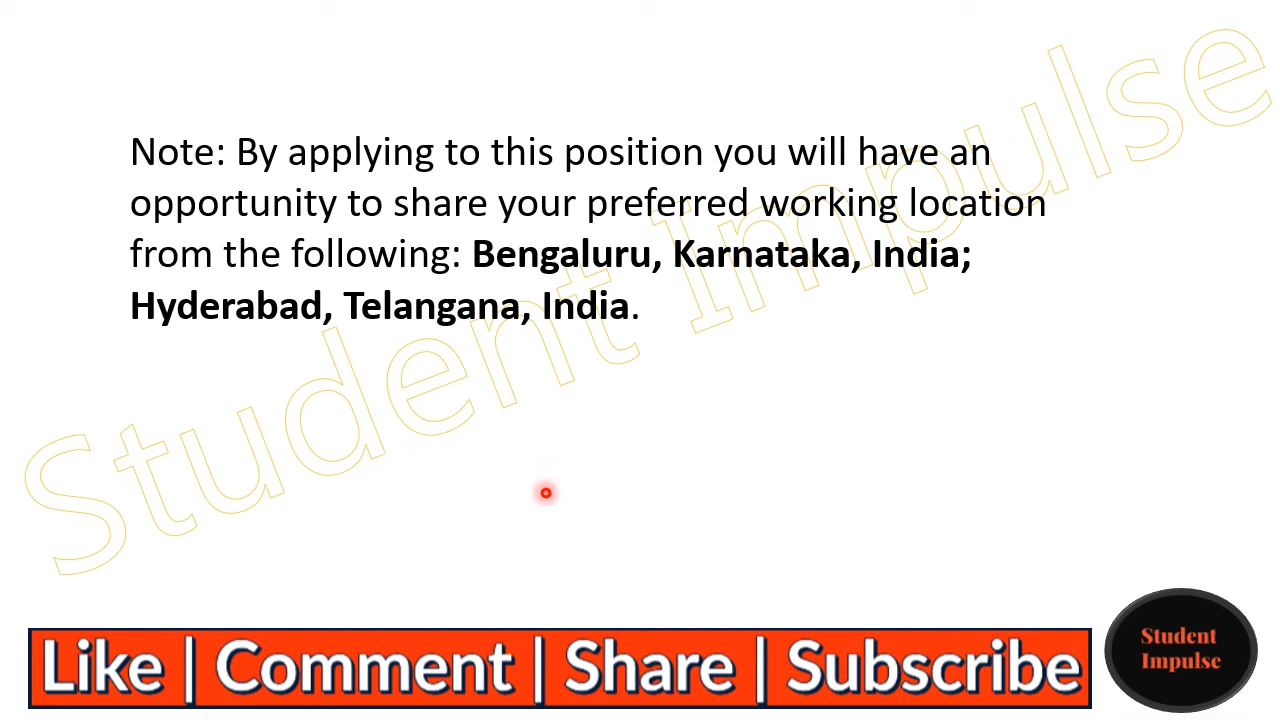 Student Impulse
Note: By applying to this position you will have an
opportunity to share your preferred working location
from the following: Bengaluru, Karnataka, India;
Hyderabad, Telangana, India.
Like | Comment | Share | Subscribe
Student
Impulse